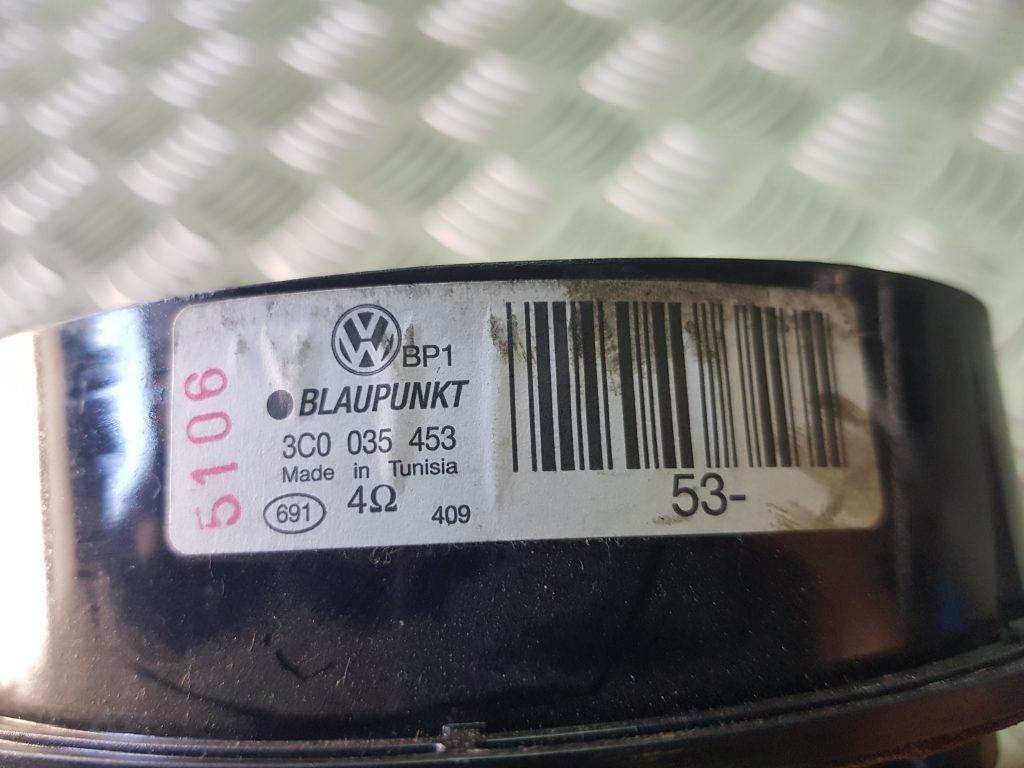 5106
BP1
BLAUPUNKT
3C0 035 453
Made in Tunisia
691 4Ω 409
53-